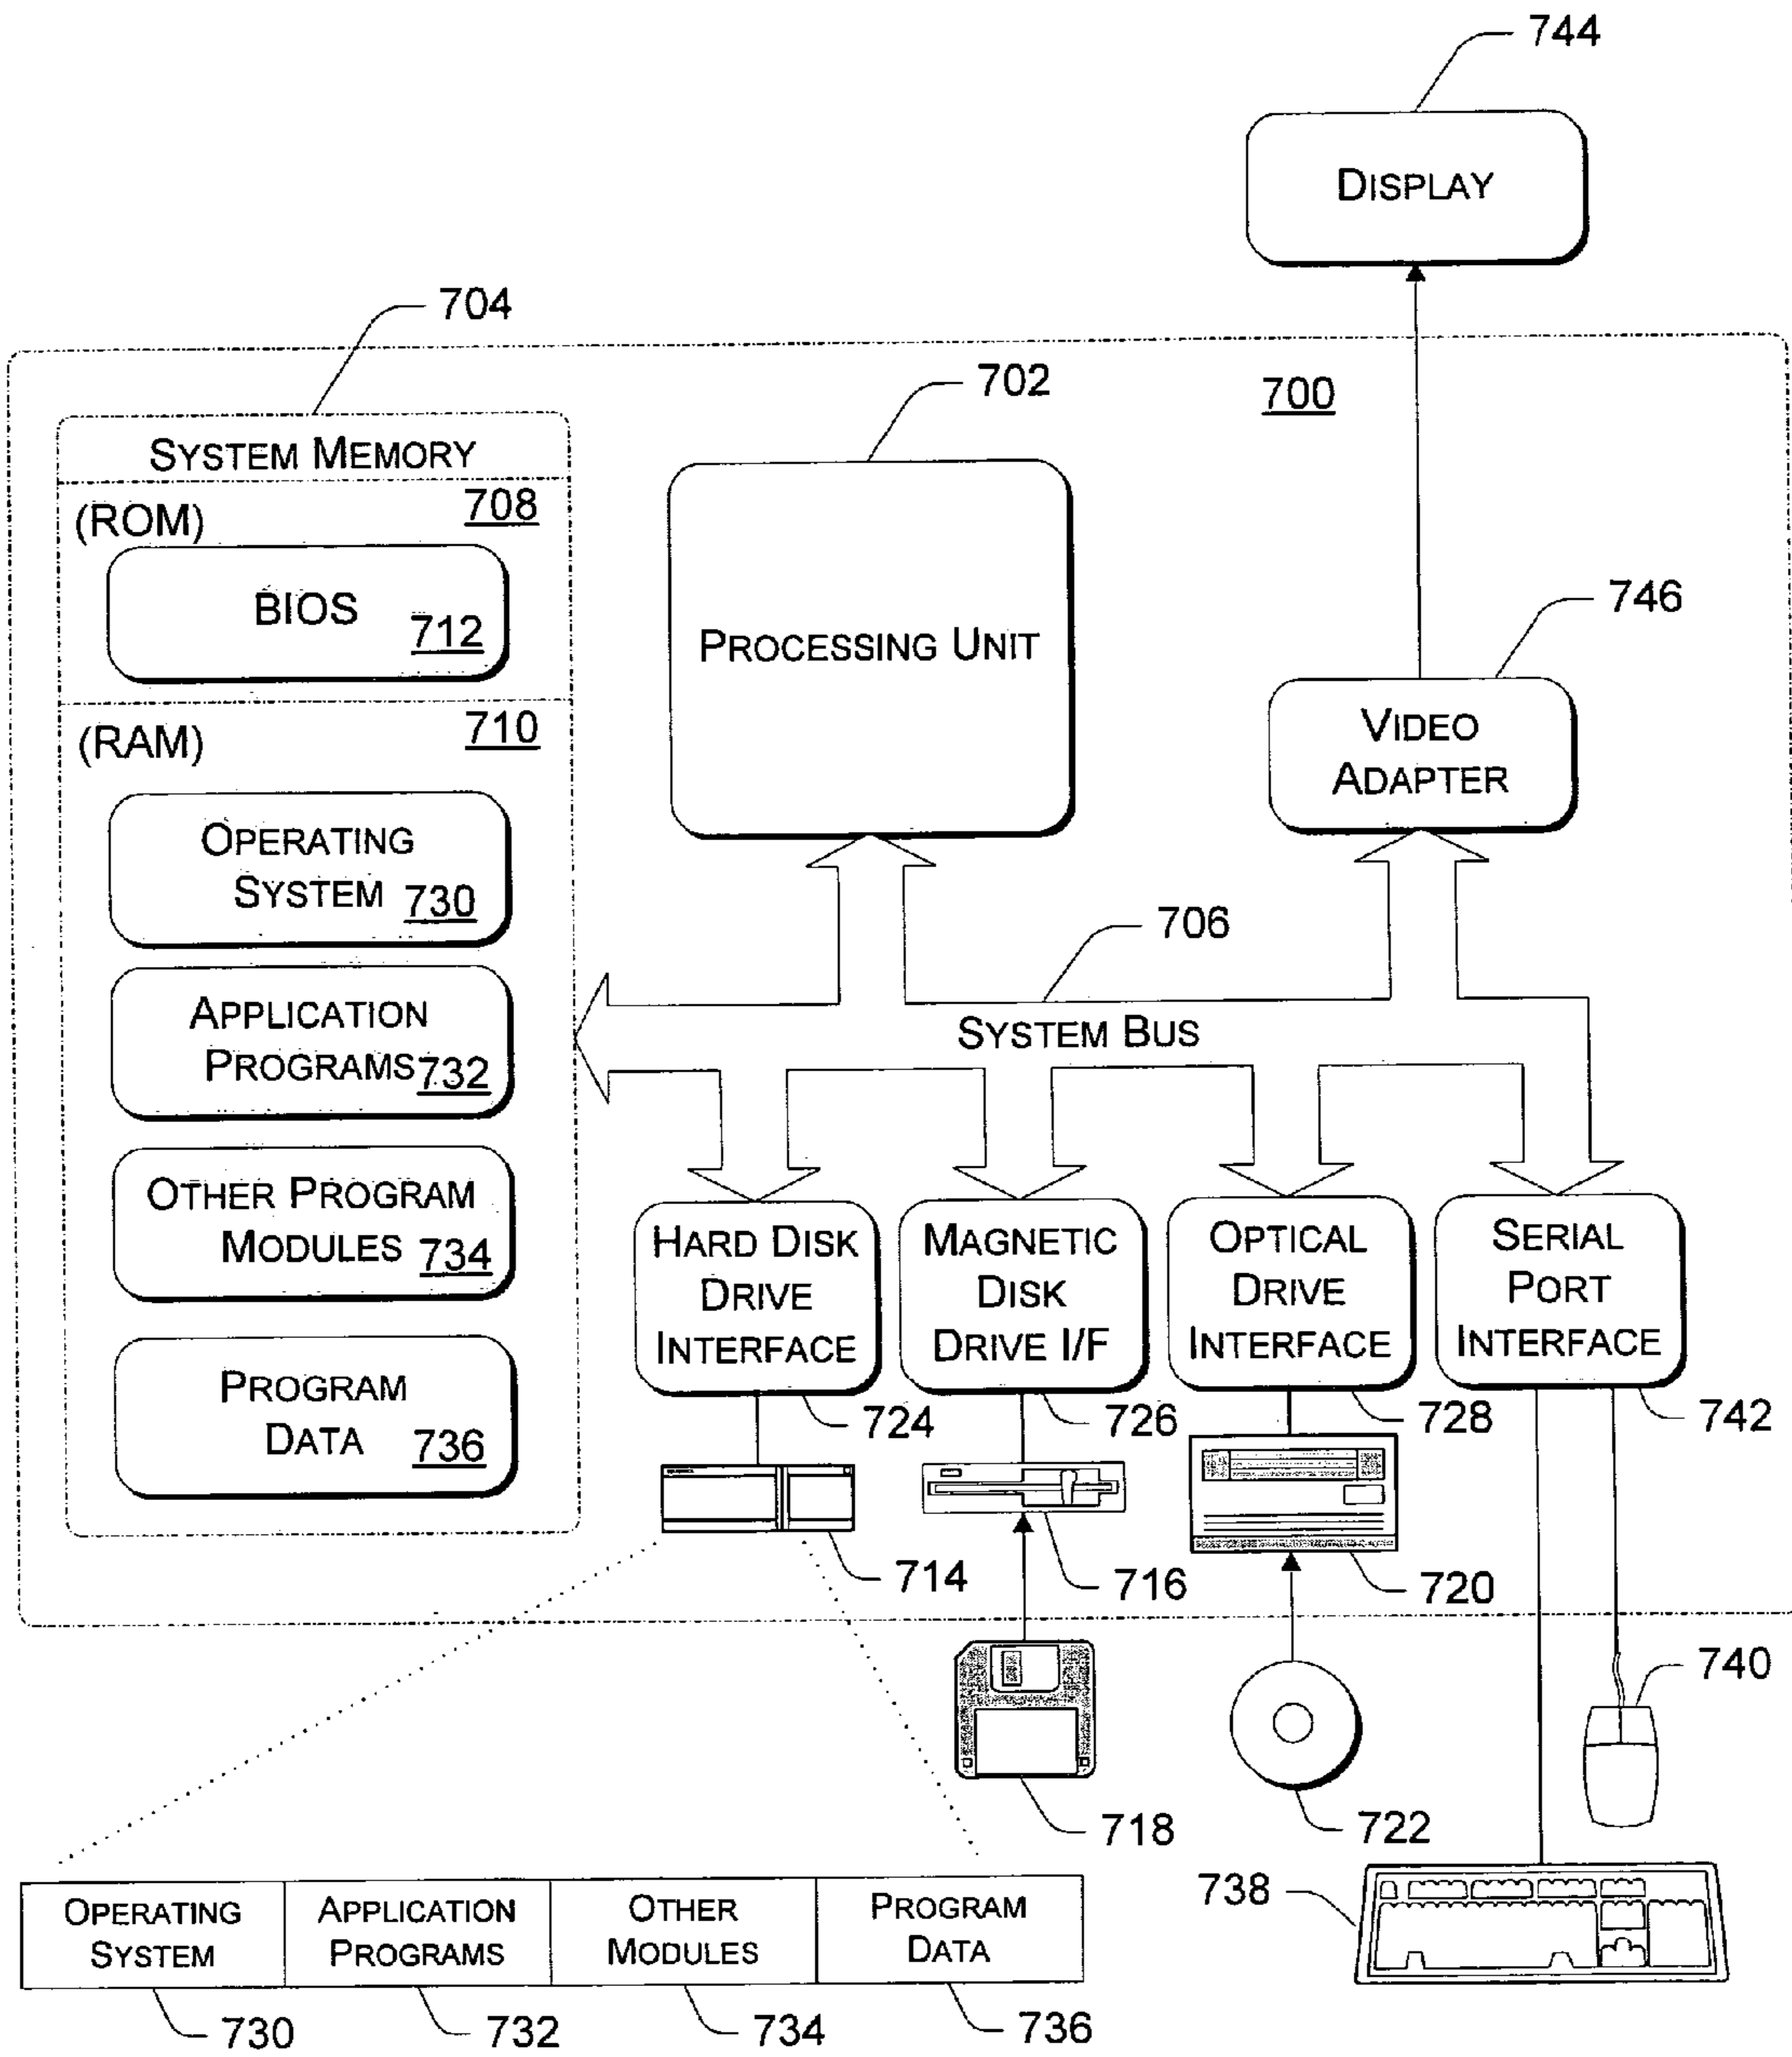 744
DISPLAY
704
702
700
SYSTEM MEMORY
(ROM)
708
BIOS
712
PROCESSING UNIT
746
VIDEO
ADAPTER
(RAM)
710
OPERATING
SYSTEM 730
706
APPLICATION
PROGRAMS 732
SYSTEM BUS
OTHER PROGRAM
MODULES 734
PROGRAM
DATA 736
HARD DISK
DRIVE
INTERFACE
MAGNETIC
DISK
DRIVE I/F
OPTICAL
DRIVE
INTERFACE
SERIAL
PORT
INTERFACE
724
726
728
742
714
716
720
740
718
722
738
OPERATING
SYSTEM
APPLICATION
PROGRAMS
OTHER
MODULES
PROGRAM
DATA
730
732
734
736